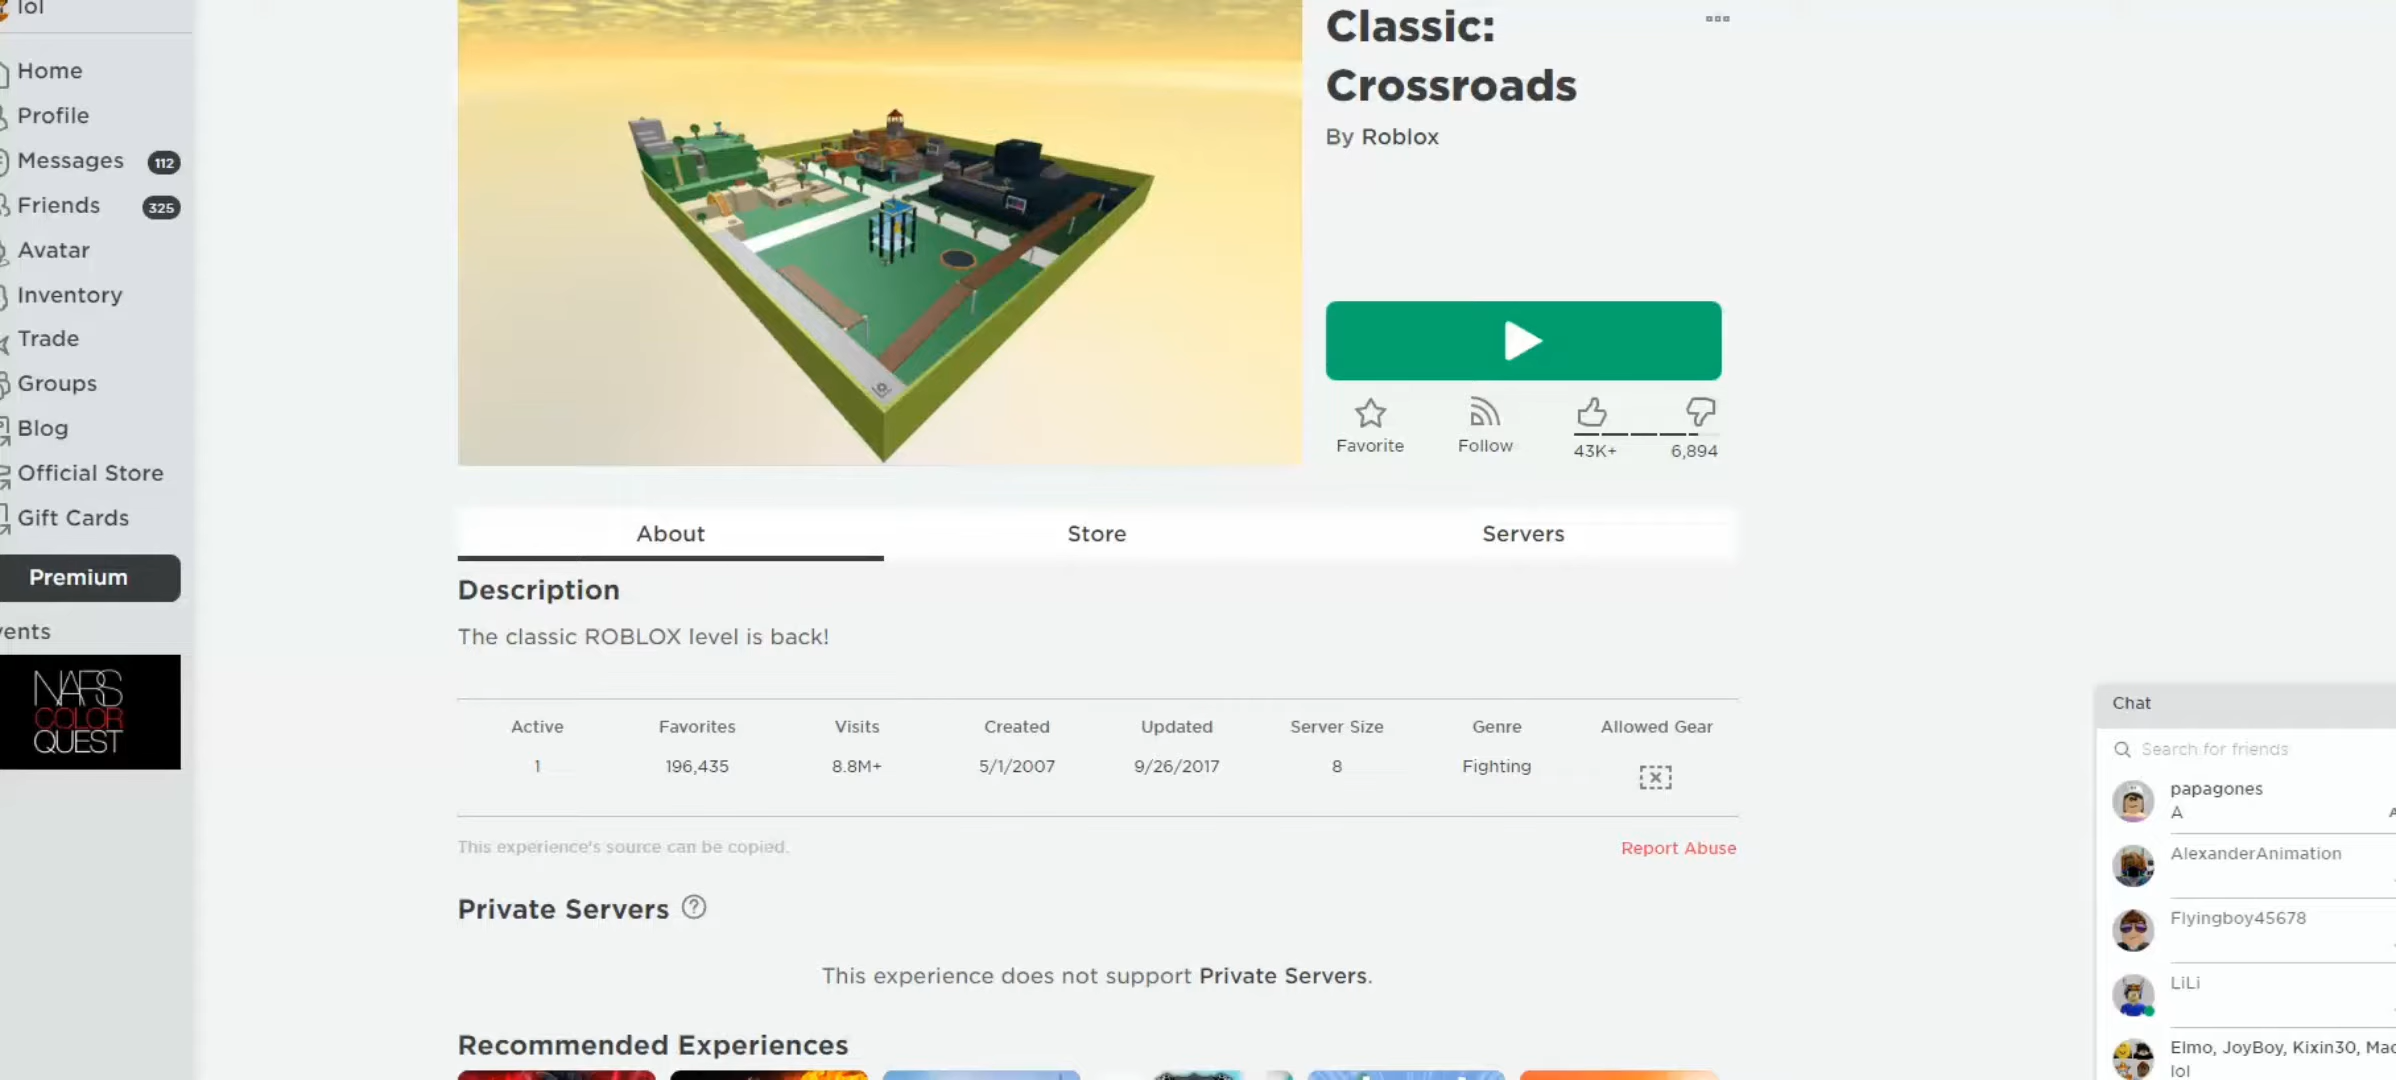 lol
Home
Profile
Messages 112
Friends 325
Avatar
Inventory
Trade
Groups
Blog
Official Store
Gift Cards
Premium
vents
NARS
COLOR
QUEST
Classic:
Crossroads
By Roblox
Favorite
Follow
43K+
6,894
About
Store
Servers
Description
The classic ROBLOX level is back!
Active Favorites Visits Created Updated Server Size Genre Allowed Gear
1 196,435 8.8M+ 5/1/2007 9/26/2017 8 Fighting
This experience's source can be copied.
Report Abuse
Private Servers
This experience does not support Private Servers.
Recommended Experiences
Chat
Search for friends
papagones
A
AlexanderAnimation
Flyingboy45678
LiLi
Elmo, JoyBoy, Kixin30, Mac
lol